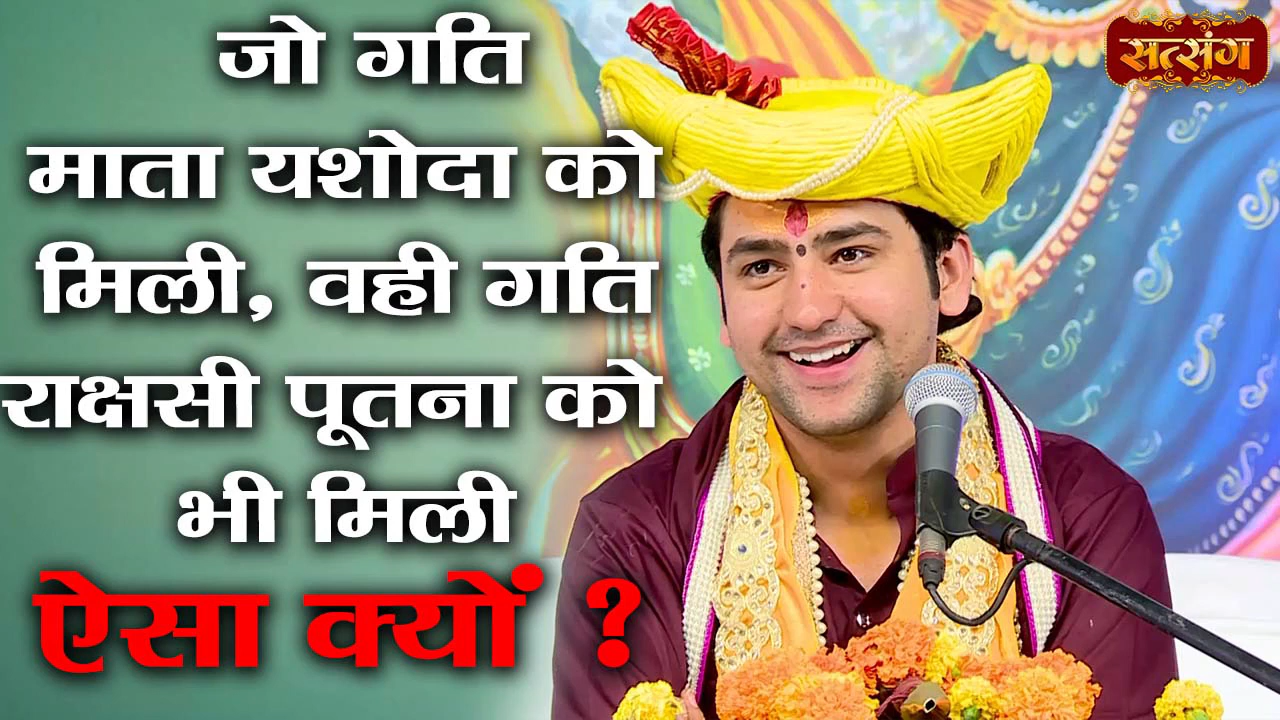 सत्संग
जो गति
माता यशोदा को
मिली, वही गति
राक्षसी पूतना को
भी मिली
ऐसा क्यों ?